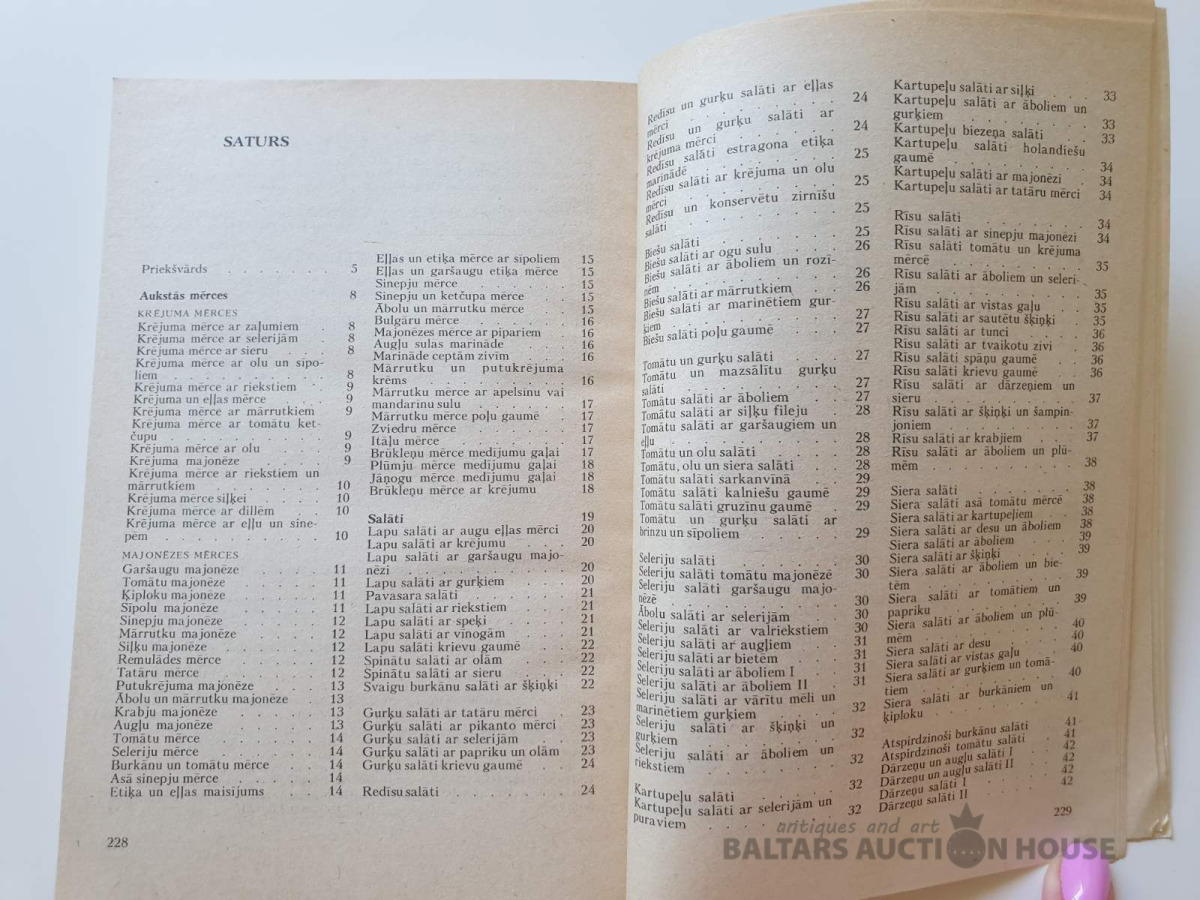 SATURS
Priekšvārds . . . . . . . 5
Aukstās mērces 8
KRĒJUMA MĒRCES
Krējuma mērce ar zaļumiem . 8
Krējuma mērce ar selerijām . 8
Krējuma mērce ar sieru . . . 8
Krējuma mērce ar olu un sīpo-
liem . . . . . . . . . 8
Krējuma mērce ar riekstiem . 9
Krējuma un eļļas mērce . . . 9
Krējuma mērce ar mārrutkiem . 9
Krējuma mērce ar tomātu ket-
čupu . . . . . . . . . 9
Krējuma mērce ar olu . . . 9
Krējuma majonēze . . . . 9
Krējuma mērce ar riekstiem un
mārrutkiem . . . . . . 10
Krējuma mērce siļķei . . . 10
Krējuma mērce ar dillēm . . 10
Krējuma mērce ar eļļu un sine-
pēm . . . . . . . . . 10
MAJONĒZES MĒRCES
Garšaugu majonēze . . . . 11
Tomātu majonēze . . . . 11
Ķiploku majonēze . . . . 11
Sīpolu majonēze . . . . . 11
Sinepju majonēze . . . . . 12
Mārrutku majonēze . . . . 12
Siļķu majonēze . . . . . 12
Remulādes mērce . . . . . 12
Tatāru mērce . . . . . . 12
Putukrējuma majonēze . . . 13
Ābolu un mārrutku majonēze . 13
Krabju majonēze . . . . . 13
Augļu majonēze . . . . . 13
Tomātu mērce . . . . . . 14
Seleriju mērce . . . . . . 14
Burkānu un tomātu mērce . . 14
Asā sinepju mērce . . . . 14
Etiķa un eļļas maisījums . . 14
228
Eļļas un etiķa mērce ar sīpoliem 15
Eļļas un garšaugu etiķa mērce 15
Sinepju mērce . . . . . . 15
Sinepju un ketčupa mērce . . 15
Ābolu un mārrutku mērce . . 15
Bulgāru mērce . . . . . . 16
Majonēzes mērce ar pipariem . 16
Augļu sulas marināde . . . 16
Marināde ceptām zivīm . . . 16
Mārrutku un putukrējuma
krēms . . . . . . . . 16
Mārrutku mērce ar apelsīnu vai
mandarīnu sulu . . . . . 17
Mārrutku mērce poļu gaumē . 17
Zviedru mērce . . . . . . 17
Itāļu mērce . . . . . . . 17
Brūkleņu mērce medījumu gaļai 17
Plūmju mērce medījumu gaļai 18
Jāņogu mērce medījumu gaļai 18
Brūkleņu mērce ar krējumu . 18
Salāti 19
Lapu salāti ar augu eļļas mērci 20
Lapu salāti ar krējumu . . . 20
Lapu salāti ar garšaugu majo-
nēzi . . . . . . . . . 20
Lapu salāti ar gurķiem . . . 20
Pavasara salāti . . . . . . 21
Lapu salāti ar riekstiem . . 21
Lapu salāti ar speķi . . . . 21
Lapu salāti ar vīnogām . . . 21
Lapu salāti krievu gaumē . . 22
Spinātu salāti ar olām . . . 22
Spinātu salāti ar sieru . . . 22
Svaigu burkānu salāti ar šķiņķi 22
Gurķu salāti ar tatāru mērci . 23
Gurķu salāti ar pikanto mērci . 23
Gurķu salāti ar selerijām . . 23
Gurķu salāti ar papriku un olām 23
Gurķu salāti krievu gaumē . . 24
Redīsu salāti . . . . . . . 24
Redīsu un gurķu salāti ar eļļas
mērci . . . . . . . . . 24
Redīsu un gurķu salāti ar
krējuma mērci . . . . . . 24
Redīsu salāti estragona etiķa
marinādē . . . . . . . 25
Redīsu salāti ar krējuma un olu
mērci . . . . . . . . . 25
Redīsu un konservētu zirnīšu
salāti . . . . . . . . . 25
Biešu salāti . . . . . . . 25
Biešu salāti ar ogu sulu . . 26
Biešu salāti ar āboliem un rozī-
nēm . . . . . . . . . 26
Biešu salāti ar mārrutkiem . . 26
Biešu salāti ar marinētiem gur-
ķiem . . . . . . . . . 27
Biešu salāti poļu gaumē . . . 27
Tomātu un gurķu salāti . . . 27
Tomātu un mazsālītu gurķu
salāti . . . . . . . . . 27
Tomātu salāti ar āboliem . . 27
Tomātu salāti ar siļķu fileju . 28
Tomātu salāti ar garšaugiem un
eļļu . . . . . . . . . 28
Tomātu un olu salāti . . . . 28
Tomātu, olu un siera salāti . . 28
Tomātu salāti sarkanvīnā . . 29
Tomātu salāti kalniešu gaumē . 29
Tomātu salāti gruzīnu gaumē . 29
Tomātu un gurķu salāti ar
brinzu un sīpoliem . . . . 29
Seleriju salāti . . . . . . 30
Seleriju salāti tomātu majonēzē 30
Seleriju salāti garšaugu majo-
nēzē . . . . . . . . . 30
Ābolu salāti ar selerijām . . 30
Seleriju salāti ar valriekstiem . 30
Seleriju salāti ar augļiem . . 31
Seleriju salāti ar bietēm . . . 31
Seleriju salāti ar āboliem I . . 31
Seleriju salāti ar āboliem II . 31
Seleriju salāti ar vārītu mēli un
marinētiem gurķiem . . . . 32
Seleriju salāti ar šķiņķi un
gurķiem . . . . . . . . 32
Seleriju salāti ar āboliem un
riekstiem . . . . . . . 32
Kartupeļu salāti . . . . . 32
Kartupeļu salāti ar selerijām un
puraviem . . . . . . .
Kartupeļu salāti ar siļķi . . . 33
Kartupeļu salāti ar āboliem un
gurķiem . . . . . . . . 33
Kartupeļu biezeņa salāti . . . 33
Kartupeļu salāti holandiešu
gaumē . . . . . . . . 34
Kartupeļu salāti ar majonēzi . 34
Kartupeļu salāti ar tatāru mērci 34
Rīsu salāti . . . . . . . 34
Rīsu salāti ar sinepju majonēzi 34
Rīsu salāti tomātu un krējuma
mērcē . . . . . . . . 35
Rīsu salāti ar āboliem un seleri-
jām . . . . . . . . . 35
Rīsu salāti ar vistas gaļu . . 35
Rīsu salāti ar sautētu šķiņķi . 35
Rīsu salāti ar tunci . . . . 36
Rīsu salāti ar tvaikotu zivi . . 36
Rīsu salāti spāņu gaumē . . 36
Rīsu salāti krievu gaumē . . 36
Rīsu salāti ar dārzeņiem un
sieru . . . . . . . . . 37
Rīsu salāti ar šķiņķi un šampin-
joniem . . . . . . . . 37
Rīsu salāti ar krabjiem . . . 37
Rīsu salāti ar āboliem un plū-
mēm . . . . . . . . . 38
Siera salāti . . . . . . . 38
Siera salāti asā tomātu mērcē . 38
Siera salāti ar kartupeļiem . . 38
Siera salāti ar desu un āboliem 38
Siera salāti ar āboliem . . . 39
Siera salāti ar šķiņķi . . . . 39
Siera salāti ar āboliem un bie-
tēm . . . . . . . . . 39
Siera salāti ar tomātiem un
papriku . . . . . . . . 39
Siera salāti ar āboliem un plū-
mēm . . . . . . . . . 40
Siera salāti ar desu . . . . 40
Siera salāti ar vistas gaļu . . 40
Siera salāti ar gurķiem un tomā-
tiem . . . . . . . . . 40
Siera salāti ar burkāniem un
ķiploku . . . . . . . . 41
Atspirdzinoši burkānu salāti . 41
Atspirdzinoši tomātu salāti . . 41
Dārzeņu un augļu salāti I . . 42
Dārzeņu un augļu salāti II . . 42
Dārzeņu salāti I . . . . . 42
Dārzeņu salāti II . . . . . 42
229
antiques and art
BALTARS AUCTION HOUSE